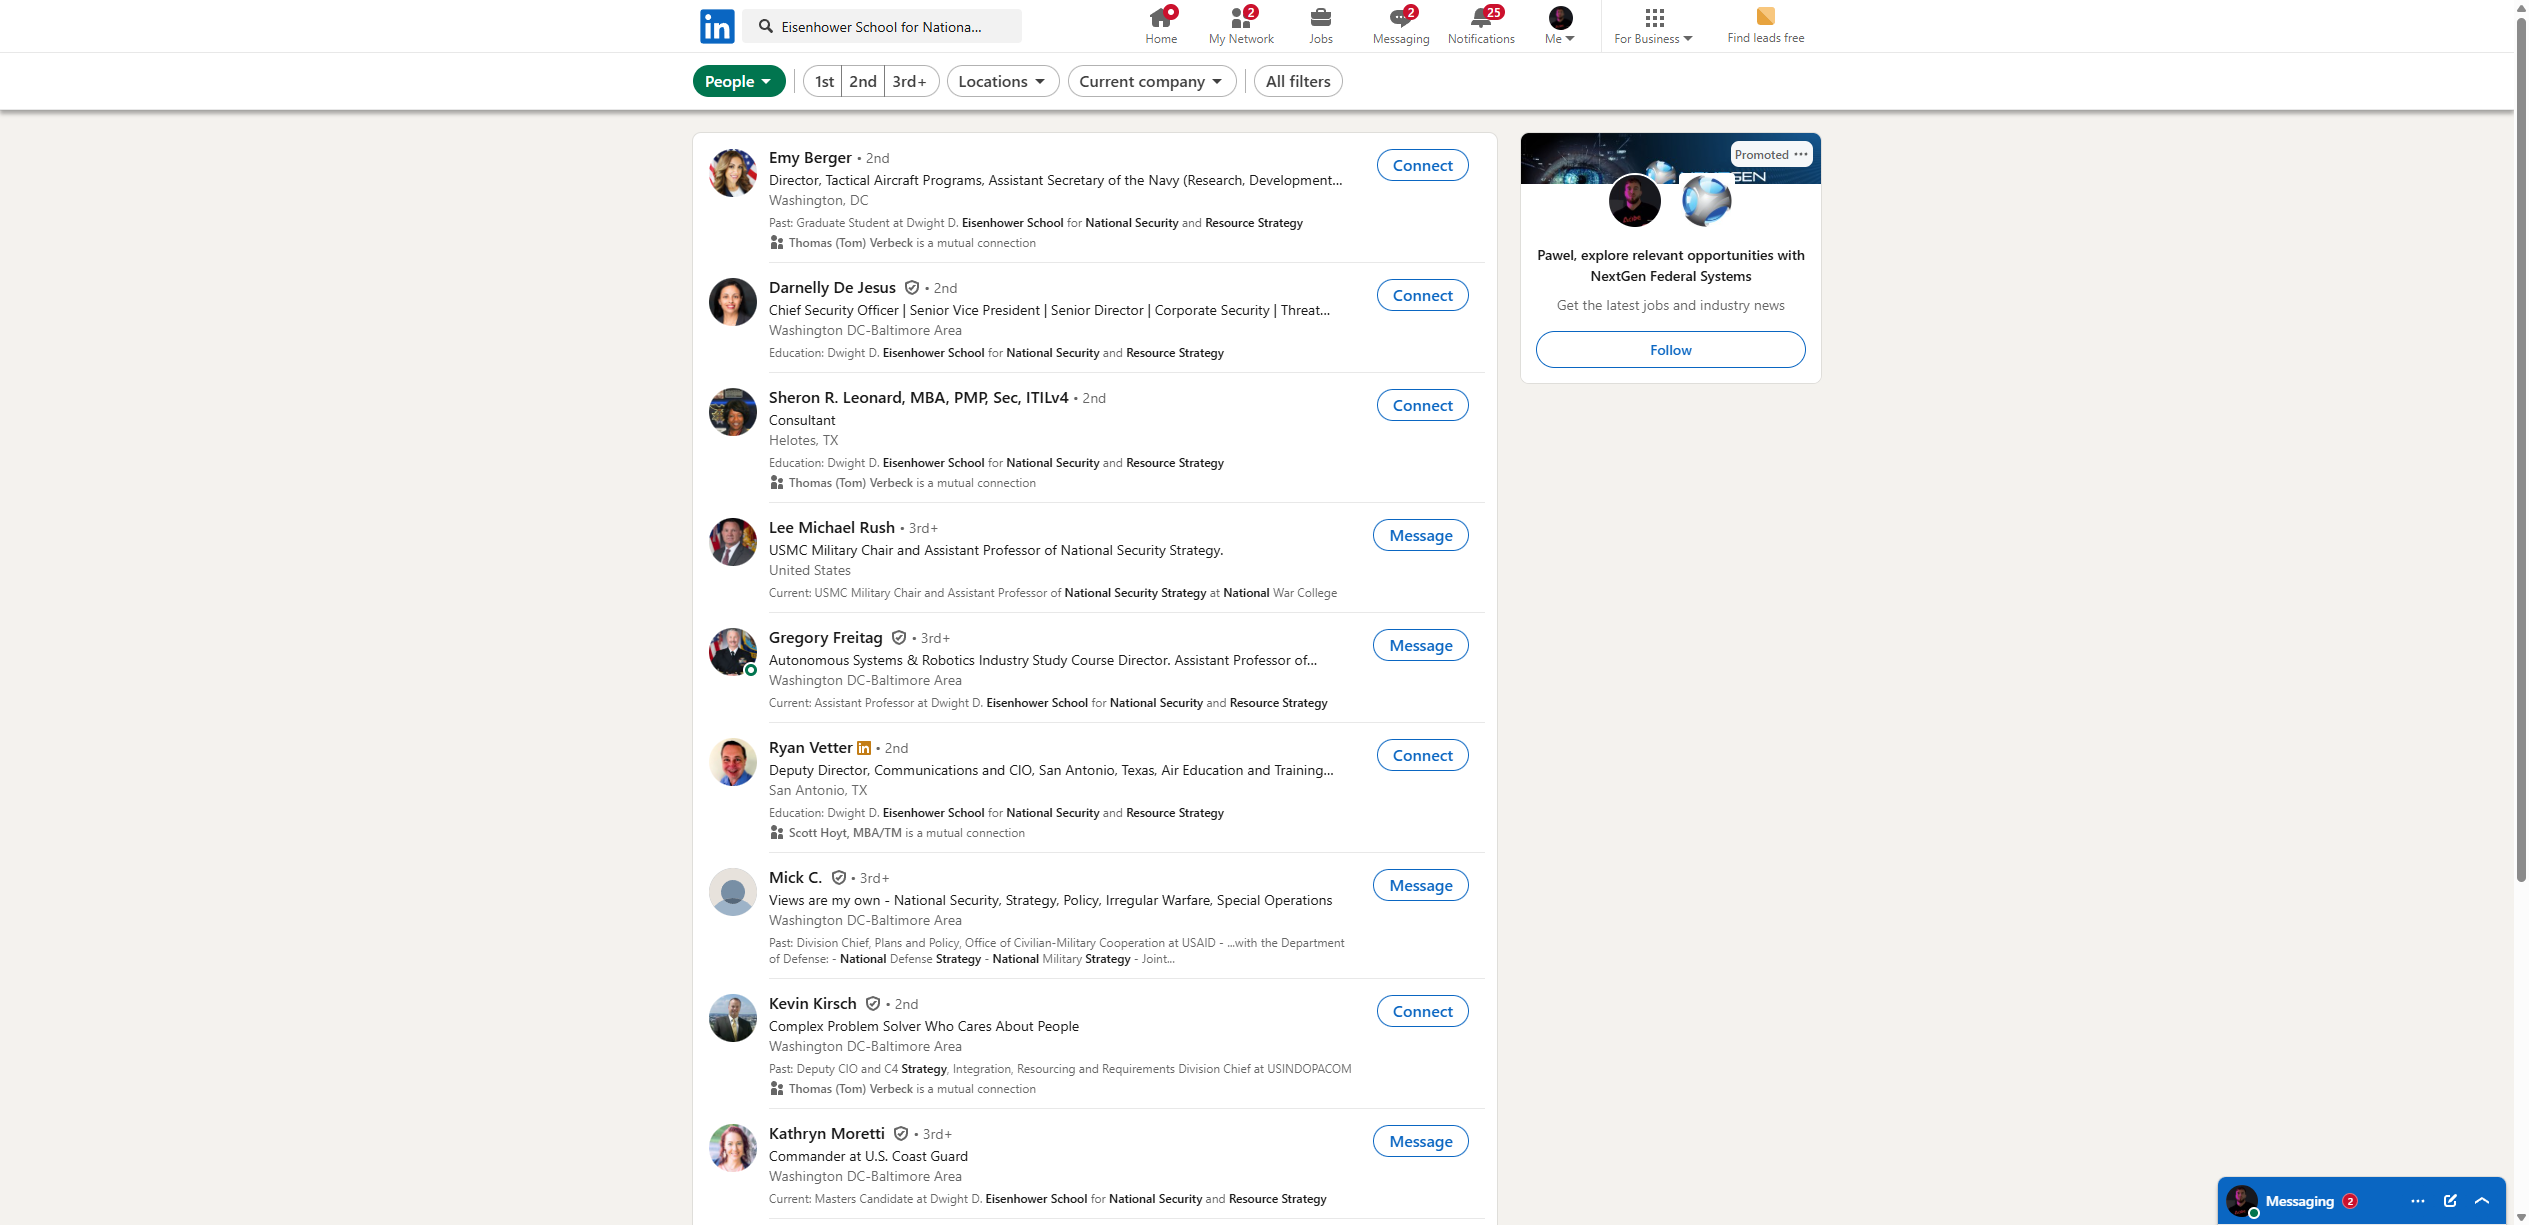 in
Eisenhower School for Nationa...
Home
2
My Network
Jobs
2
Messaging
25
Notifications
Me
For Business
Find leads free
People
1st
2nd
3rd+
Locations
Current company
All filters
Emy Berger • 2nd
Director, Tactical Aircraft Programs, Assistant Secretary of the Navy (Research, Development...
Washington, DC
Past: Graduate Student at Dwight D. Eisenhower School for National Security and Resource Strategy
Thomas (Tom) Verbeck is a mutual connection
Connect
Darnelly De Jesus • 2nd
Chief Security Officer | Senior Vice President | Senior Director | Corporate Security | Threat...
Washington DC-Baltimore Area
Education: Dwight D. Eisenhower School for National Security and Resource Strategy
Connect
Sheron R. Leonard, MBA, PMP, Sec, ITILv4 • 2nd
Consultant
Helotes, TX
Education: Dwight D. Eisenhower School for National Security and Resource Strategy
Thomas (Tom) Verbeck is a mutual connection
Connect
Lee Michael Rush • 3rd+
USMC Military Chair and Assistant Professor of National Security Strategy.
United States
Current: USMC Military Chair and Assistant Professor of National Security Strategy at National War College
Message
Gregory Freitag • 3rd+
Autonomous Systems & Robotics Industry Study Course Director. Assistant Professor of...
Washington DC-Baltimore Area
Current: Assistant Professor at Dwight D. Eisenhower School for National Security and Resource Strategy
Message
Ryan Vetter in • 2nd
Deputy Director, Communications and CIO, San Antonio, Texas, Air Education and Training...
San Antonio, TX
Education: Dwight D. Eisenhower School for National Security and Resource Strategy
Scott Hoyt, MBA/TM is a mutual connection
Connect
Mick C. • 3rd+
Views are my own - National Security, Strategy, Policy, Irregular Warfare, Special Operations
Washington DC-Baltimore Area
Past: Division Chief, Plans and Policy, Office of Civilian-Military Cooperation at USAID - ...with the Department
of Defense: - National Defense Strategy - National Military Strategy - Joint...
Message
Kevin Kirsch • 2nd
Complex Problem Solver Who Cares About People
Washington DC-Baltimore Area
Past: Deputy CIO and C4 Strategy, Integration, Resourcing and Requirements Division Chief at USINDOPACOM
Thomas (Tom) Verbeck is a mutual connection
Connect
Kathryn Moretti • 3rd+
Commander at U.S. Coast Guard
Washington DC-Baltimore Area
Current: Masters Candidate at Dwight D. Eisenhower School for National Security and Resource Strategy
Message
Promoted
Pawel, explore relevant opportunities with
NextGen Federal Systems
Get the latest jobs and industry news
Follow
Messaging 2